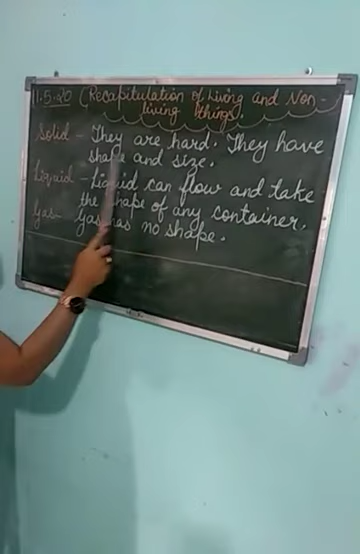 11.5.20 (Recapitulation of Living and Non-
living things.
Solid - They are hard. They have
shape and size.
Liquid - Liquid can flow and take
the shape of any container.
Gas - Gas has no shape.